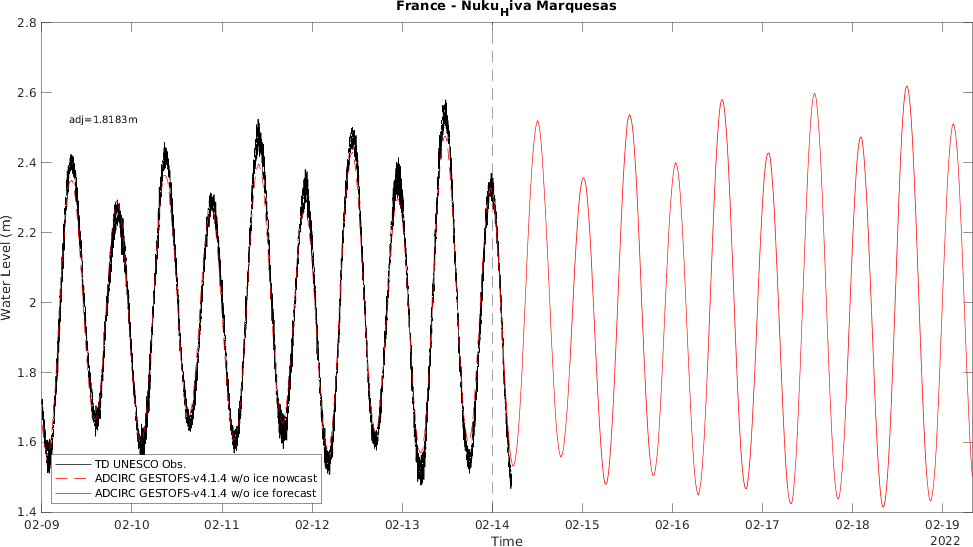 France - Nuku_Hiva Marquesas
2.8
2.6
2.4
2.2
2
1.8
1.6
1.4
Water Level (m)
adj=1.8183m
TD UNESCO Obs.
ADCIRC GESTOFS-v4.1.4 w/o ice nowcast
ADCIRC GESTOFS-v4.1.4 w/o ice forecast
02-09 02-10 02-11 02-12 02-13 02-14 02-15 02-16 02-17 02-18 02-19
Time 2022